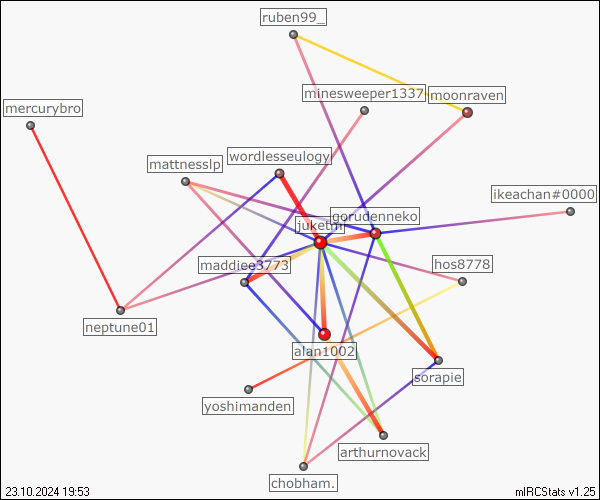 ruben99_
minesweeper1337
moonraven
mercurybro
wordlesseulogy
mattnesslp
ikeachan#0000
gorudenneko
maddiee3773
hos8778
neptune01
alan1002
sorapie
yoshimanden
arthurnovack
chobham.
23.10.2024 19:53
mIRCStats v1.25